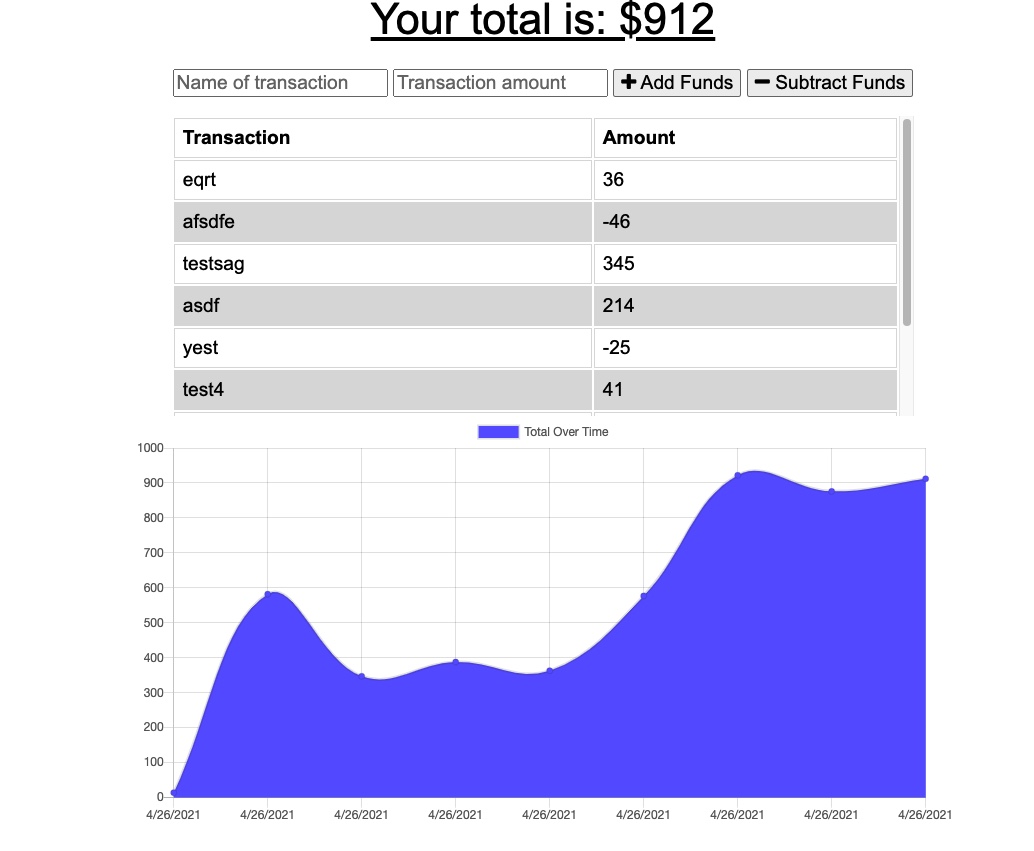 Your total is: $912
Name of transaction Transaction amount + Add Funds − Subtract Funds
Transaction Amount
eqrt 36
afsdfe -46
testsag 345
asdf 214
yest -25
test4 41
Total Over Time
1000
900
800
700
600
500
400
300
200
100
0
4/26/2021 4/26/2021 4/26/2021 4/26/2021 4/26/2021 4/26/2021 4/26/2021 4/26/2021 4/26/2021